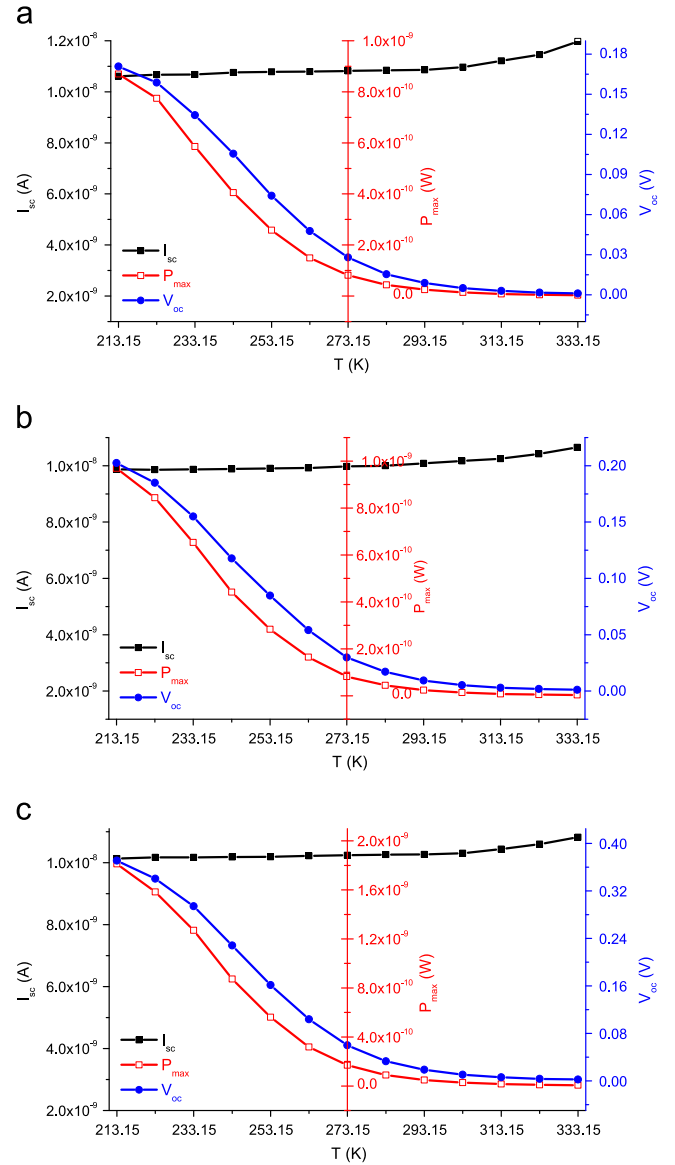 a
1.2x10⁻⁸
1.0x10⁻⁸
8.0x10⁻⁹
6.0x10⁻⁹
4.0x10⁻⁹
2.0x10⁻⁹
I_sc (A)
1.0x10⁻⁹
8.0x10⁻¹⁰
6.0x10⁻¹⁰
4.0x10⁻¹⁰
2.0x10⁻¹⁰
0.0
P_max (W)
0.18
0.15
0.12
0.09
0.06
0.03
0.00
V_oc (V)
I_sc
P_max
V_oc
213.15 233.15 253.15 273.15 293.15 313.15 333.15
T (K)
b
1.0x10⁻⁸
8.0x10⁻⁹
6.0x10⁻⁹
4.0x10⁻⁹
2.0x10⁻⁹
I_sc (A)
1.0x10⁻⁹
8.0x10⁻¹⁰
6.0x10⁻¹⁰
4.0x10⁻¹⁰
2.0x10⁻¹⁰
0.0
P_max (W)
0.20
0.15
0.10
0.05
0.00
V_oc (V)
I_sc
P_max
V_oc
213.15 233.15 253.15 273.15 293.15 313.15 333.15
T (K)
c
1.0x10⁻⁸
8.0x10⁻⁹
6.0x10⁻⁹
4.0x10⁻⁹
2.0x10⁻⁹
I_sc (A)
2.0x10⁻⁹
1.6x10⁻⁹
1.2x10⁻⁹
8.0x10⁻¹⁰
4.0x10⁻¹⁰
0.0
P_max (W)
0.40
0.32
0.24
0.16
0.08
0.00
V_oc (V)
I_sc
P_max
V_oc
213.15 233.15 253.15 273.15 293.15 313.15 333.15
T (K)